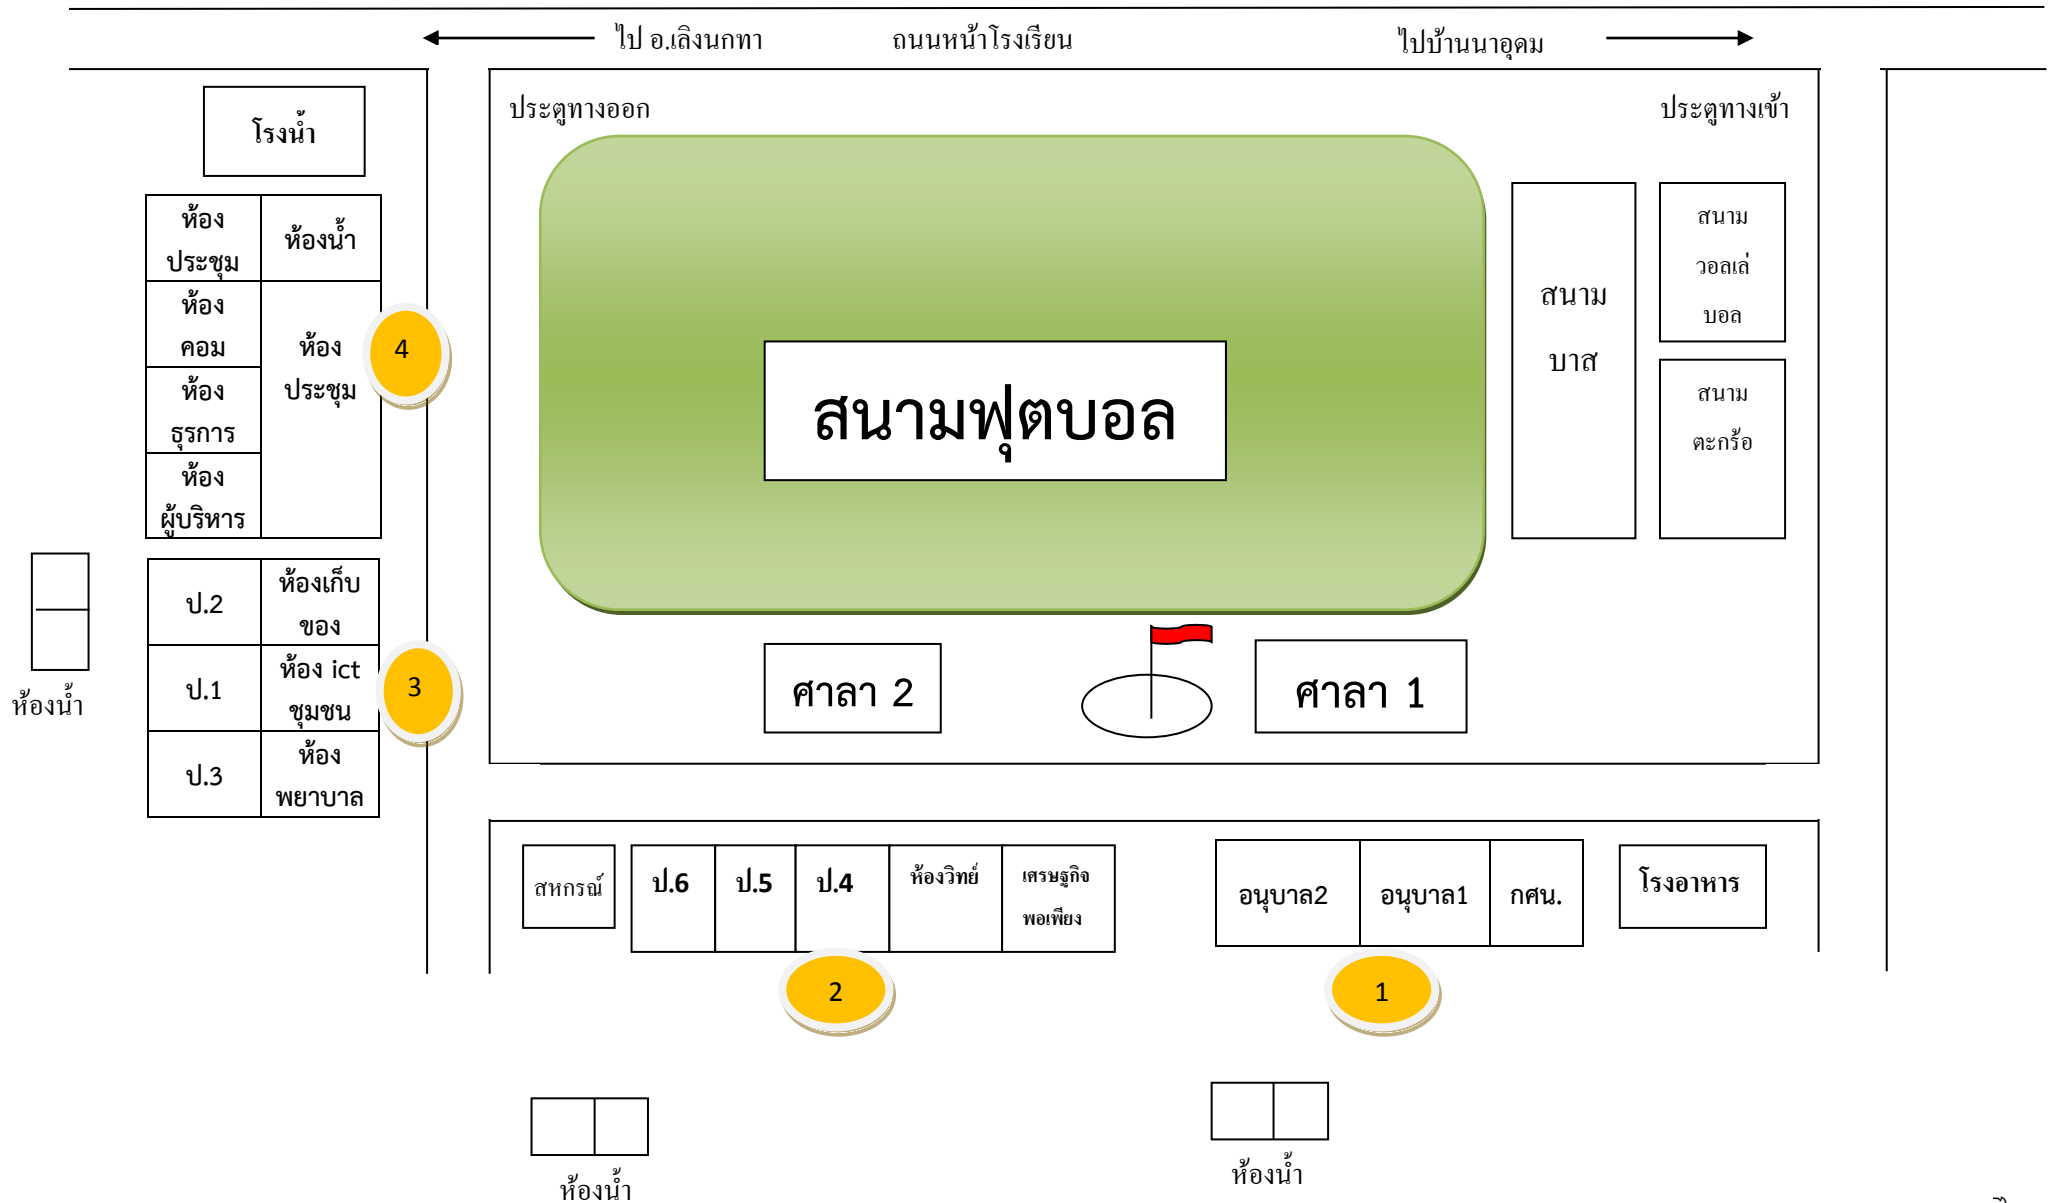 ไป อ.เลิงนกทา
ถนนหน้าโรงเรียน
ไปบ้านนาอุดม
ประตูทางออก
ประตูทางเข้า
โรงน้ำ
ห้อง
ประชุม
ห้องน้ำ
ห้อง
คอม
ห้อง
ประชุม
4
ห้อง
ธุรการ
ห้อง
ผู้บริหาร
สนามฟุตบอล
สนาม
บาส
สนาม
วอลเล่
บอล
สนาม
ตะกร้อ
ห้องน้ำ
ป.2
ห้องเก็บ
ของ
ป.1
ห้อง ict
ชุมชน
3
ป.3
ห้อง
พยาบาล
ศาลา 2
ศาลา 1
สหกรณ์
ป.6
ป.5
ป.4
ห้องวิทย์
เศรษฐกิจ
พอเพียง
อนุบาล2
อนุบาล1
กศน.
โรงอาหาร
2
1
ห้องน้ำ
ห้องน้ำ